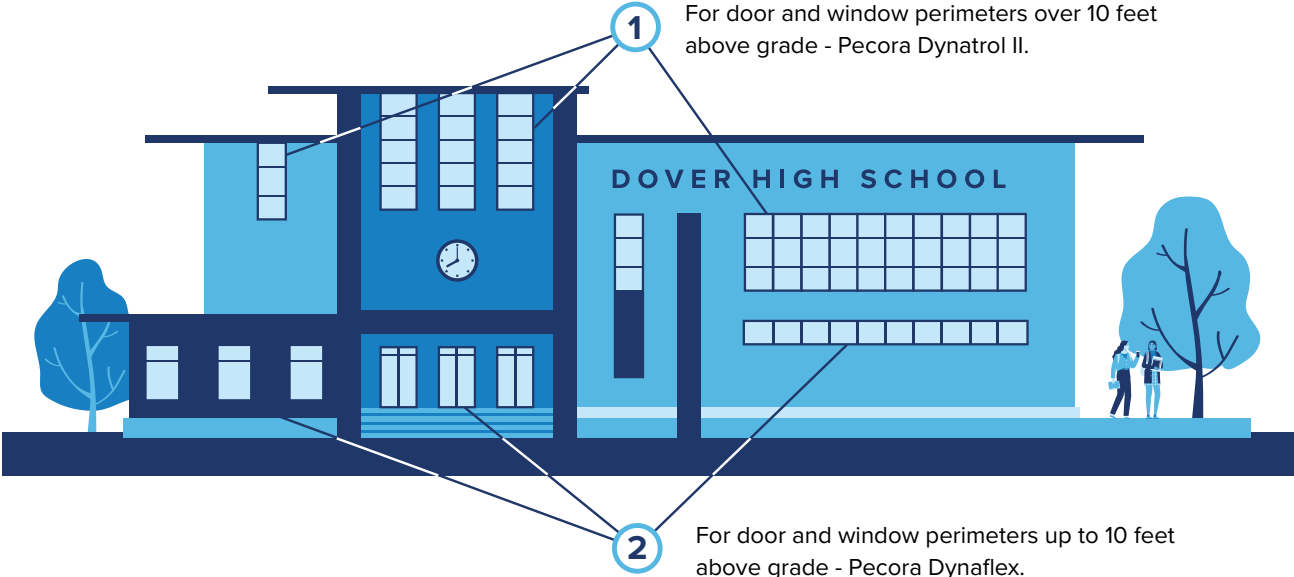 1
For door and window perimeters over 10 feet
above grade - Pecora Dynatrol II.
DOVER HIGH SCHOOL
2
For door and window perimeters up to 10 feet
above grade - Pecora Dynaflex.